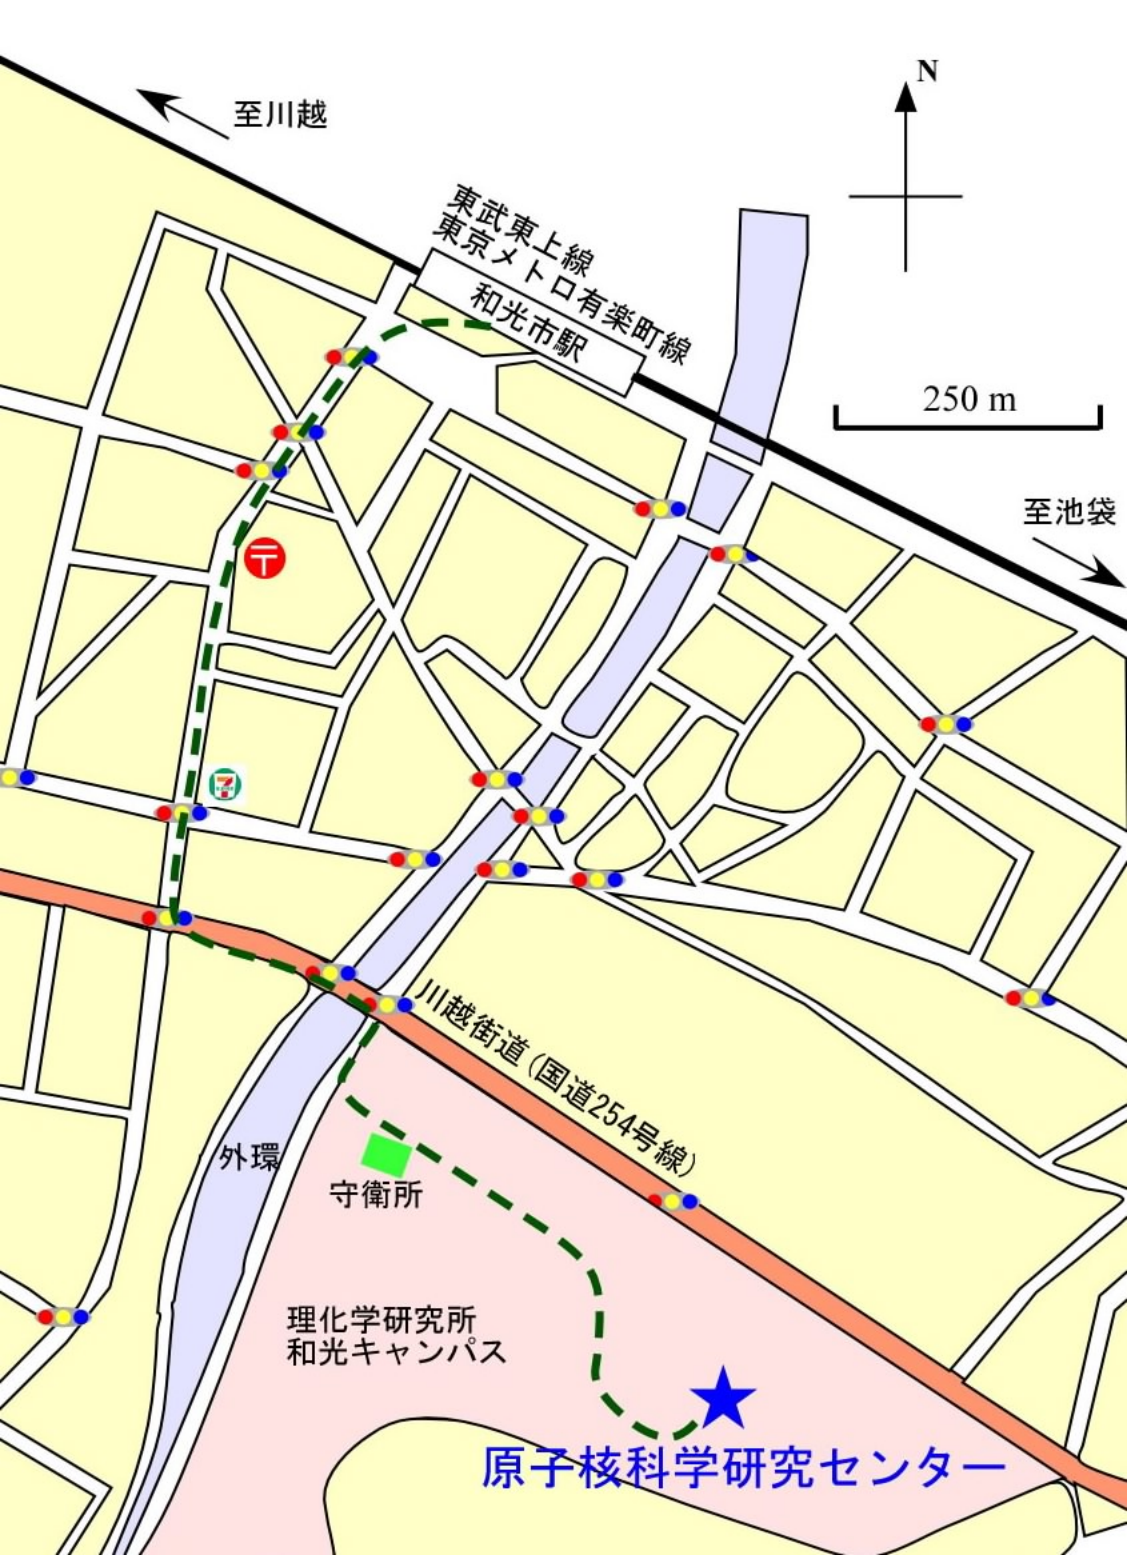 至川越
N
東武東上線
東京メトロ有楽町線
和光市駅
250 m
至池袋
〒
7
川越街道 (国道254号線)
外環
守衛所
理化学研究所
和光キャンパス
原子核科学研究センター